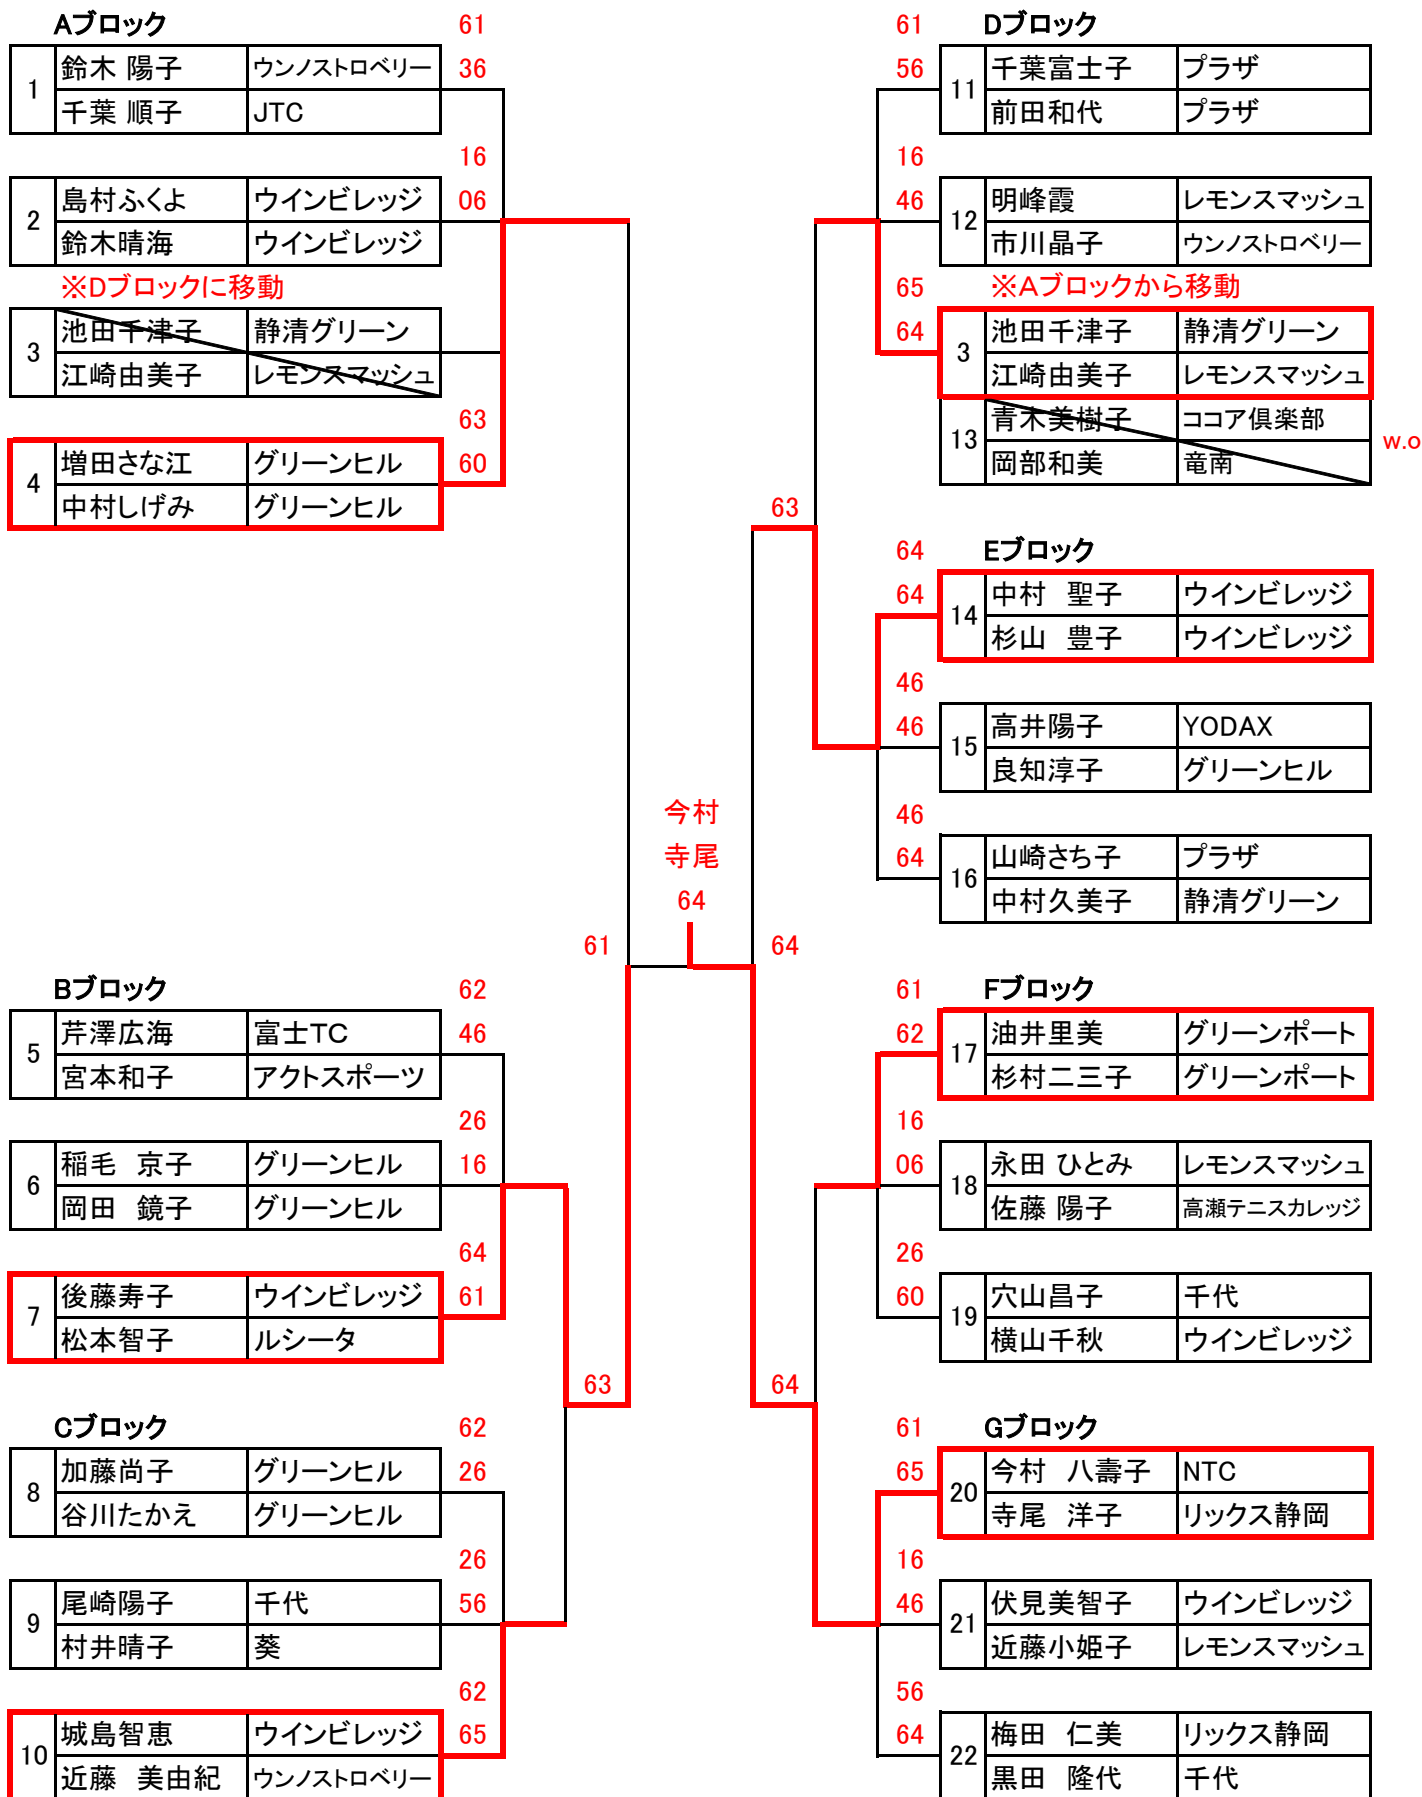 Aブロック
61
1 鈴木 陽子 ウンノストロベリー 36
千葉 順子 JTC
16
2 島村ふくよ ウインビレッジ 06
鈴木晴海 ウインビレッジ
※Dブロックに移動
3 池田千津子 静清グリーン
江崎由美子 レモンスマッシュ
63
4 増田さな江 グリーンヒル 60
中村しげみ グリーンヒル
Bブロック
62
5 芹澤広海 富士TC 46
宮本和子 アクトスポーツ
26
6 稲毛 京子 グリーンヒル 16
岡田 鏡子 グリーンヒル
64
7 後藤寿子 ウインビレッジ 61
松本智子 ルシータ
63
Cブロック
62
8 加藤尚子 グリーンヒル 26
谷川たかえ グリーンヒル
26
9 尾崎陽子 千代 56
村井晴子 葵
62
10 城島智恵 ウインビレッジ 65
近藤 美由紀 ウンノストロベリー
61
今村
寺尾
64
63
64
64
61
Dブロック
56 11 千葉富士子 プラザ
前田和代 プラザ
16
46 12 明峰霞 レモンスマッシュ
市川晶子 ウンノストロベリー
65
※Aブロックから移動
64 3 池田千津子 静清グリーン
江崎由美子 レモンスマッシュ
13 青木美樹子 ココア倶楽部
岡部和美 竜南
w.o
64
Eブロック
64 14 中村 聖子 ウインビレッジ
杉山 豊子 ウインビレッジ
46
46 15 高井陽子 YODAX
良知淳子 グリーンヒル
46
64 16 山崎さち子 プラザ
中村久美子 静清グリーン
61
Fブロック
62 17 油井里美 グリーンポート
杉村二三子 グリーンポート
16
06 18 永田 ひとみ レモンスマッシュ
佐藤 陽子 高瀬テニスカレッジ
26
60 19 穴山昌子 千代
横山千秋 ウインビレッジ
61
Gブロック
65 20 今村 八壽子 NTC
寺尾 洋子 リックス静岡
16
46 21 伏見美智子 ウインビレッジ
近藤小姫子 レモンスマッシュ
56
64 22 梅田 仁美 リックス静岡
黒田 隆代 千代